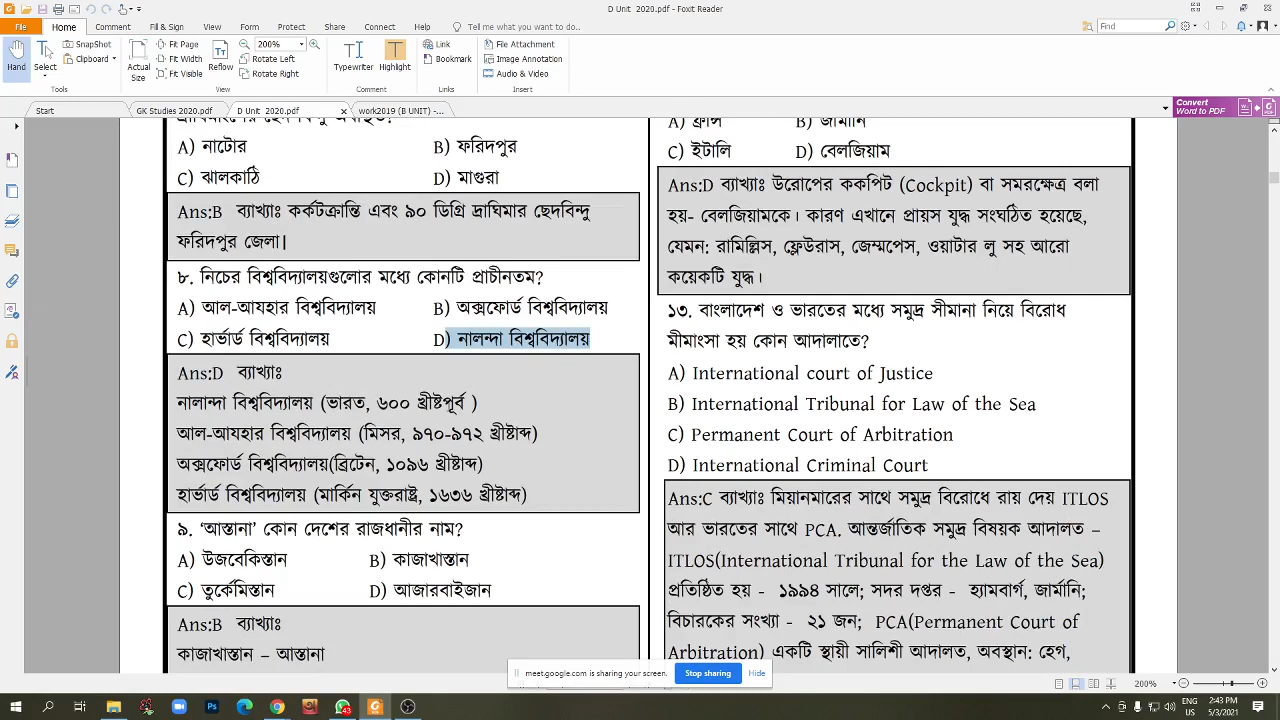 D Unit 2020.pdf - Foxit Reader
File Home Comment Fill & Sign View Form Protect Share Connect Help Tell me what you want to do... Find
Hand
Select
SnapShot
Clipboard
Actual Size
Fit Page
Fit Width
Fit Visible
Reflow
200%
Rotate Left
Rotate Right
Typewriter
Highlight
Link
Bookmark
File Attachment
Image Annotation
Audio & Video
Tools View Comment Links Insert
Start GK Studies 2020.pdf D Unit 2020.pdf work2019 (B UNIT) -...
Convert
Word to PDF
A) নাটোর B) ফরিদপুর
C) ঝালকাঠি D) মাগুরা
Ans:B ব্যাখ্যাঃ কর্কটক্রান্তি এবং ৯০ ডিগ্রি দ্রাঘিমার ছেদবিন্দু
ফরিদপুর জেলা।
৮. নিচের বিশ্ববিদ্যালয়গুলোর মধ্যে কোনটি প্রাচীনতম?
A) আল-আযহার বিশ্ববিদ্যালয় B) অক্সফোর্ড বিশ্ববিদ্যালয়
C) হার্ভার্ড বিশ্ববিদ্যালয় D) নালন্দা বিশ্ববিদ্যালয়
Ans:D ব্যাখ্যাঃ
নালান্দা বিশ্ববিদ্যালয় (ভারত, ৬০০ খ্রীষ্টপূর্ব )
আল-আযহার বিশ্ববিদ্যালয় (মিসর, ৯৭০-৯৭২ খ্রীষ্টাব্দ)
অক্সফোর্ড বিশ্ববিদ্যালয়(ব্রিটেন, ১০৯৬ খ্রীষ্টাব্দ)
হার্ভার্ড বিশ্ববিদ্যালয় (মার্কিন যুক্তরাষ্ট্র, ১৬৩৬ খ্রীষ্টাব্দ)
৯. ‘আস্তানা’ কোন দেশের রাজধানীর নাম?
A) উজবেকিস্তান B) কাজাখাস্তান
C) তুর্কেমিস্তান D) আজারবাইজান
Ans:B ব্যাখ্যাঃ
কাজাখাস্তান – আস্তানা
A) ফ্রান্স B) জার্মানি
C) ইটালি D) বেলজিয়াম
Ans:D ব্যাখ্যাঃ উরোপের ককপিট (Cockpit) বা সমরক্ষেত্র বলা
হয়- বেলজিয়ামকে। কারণ এখানে প্রায়স যুদ্ধ সংঘঠিত হয়েছে,
যেমন: রামিল্লিস, ফ্লেউরাস, জেম্মপেস, ওয়াটার লু সহ আরো
কয়েকটি যুদ্ধ।
১৩. বাংলাদেশ ও ভারতের মধ্যে সমুদ্র সীমানা নিয়ে বিরোধ
মীমাংসা হয় কোন আদালাতে?
A) International court of Justice
B) International Tribunal for Law of the Sea
C) Permanent Court of Arbitration
D) International Criminal Court
Ans:C ব্যাখ্যাঃ মিয়ানমারের সাথে সমুদ্র বিরোধে রায় দেয় ITLOS
আর ভারতের সাথে PCA. আন্তর্জাতিক সমুদ্র বিষয়ক আদালত –
ITLOS(International Tribunal for the Law of the Sea)
প্রতিষ্ঠিত হয় - ১৯৯৪ সালে; সদর দপ্তর - হ্যামবার্গ, জার্মানি;
বিচারকের সংখ্যা - ২১ জন; PCA(Permanent Court of
Arbitration) একটি স্থায়ী সালিশী আদালত, অবস্থান: হেগ,
meet.google.com is sharing your screen. Stop sharing Hide
200%
43
ENG 2:43 PM
US 5/3/2021